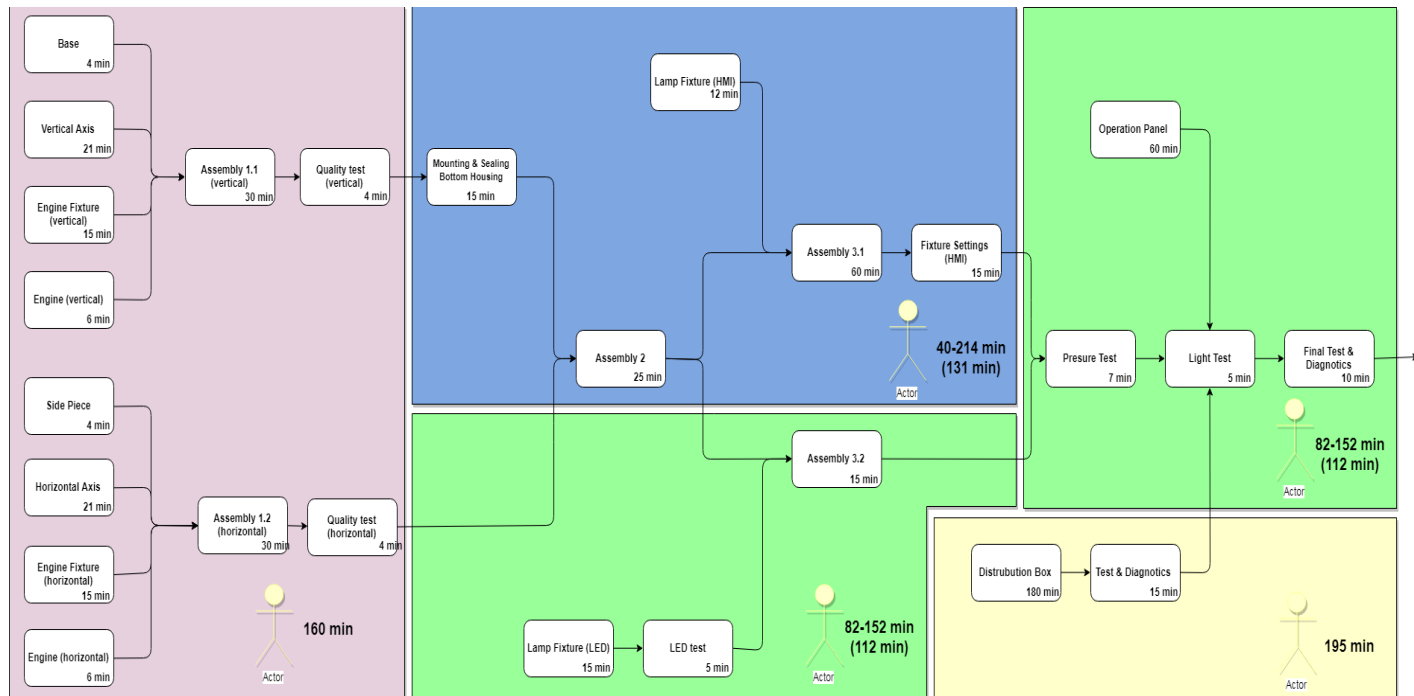 Base
4 min
Vertical Axis
21 min
Engine Fixture
(vertical)
15 min
Engine (vertical)
6 min
Assembly 1.1
(vertical)
30 min
Quality test
(vertical)
4 min
Side Piece
4 min
Horizontal Axis
21 min
Engine Fixture
(horizontal)
15 min
Engine (horizontal)
6 min
Assembly 1.2
(horizontal)
30 min
Quality test
(horizontal)
4 min
Actor
160 min
Mounting & Sealing
Bottom Housing
15 min
Lamp Fixture (HMI)
12 min
Assembly 2
25 min
Assembly 3.1
60 min
Fixture Settings
(HMI)
15 min
Actor
40-214 min
(131 min)
Assembly 3.2
15 min
Lamp Fixture (LED)
15 min
LED test
5 min
Actor
82-152 min
(112 min)
Operation Panel
60 min
Presure Test
7 min
Light Test
5 min
Final Test &
Diagnostics
10 min
Actor
82-152 min
(112 min)
Distrubution Box
180 min
Test & Diagnotics
15 min
Actor
195 min